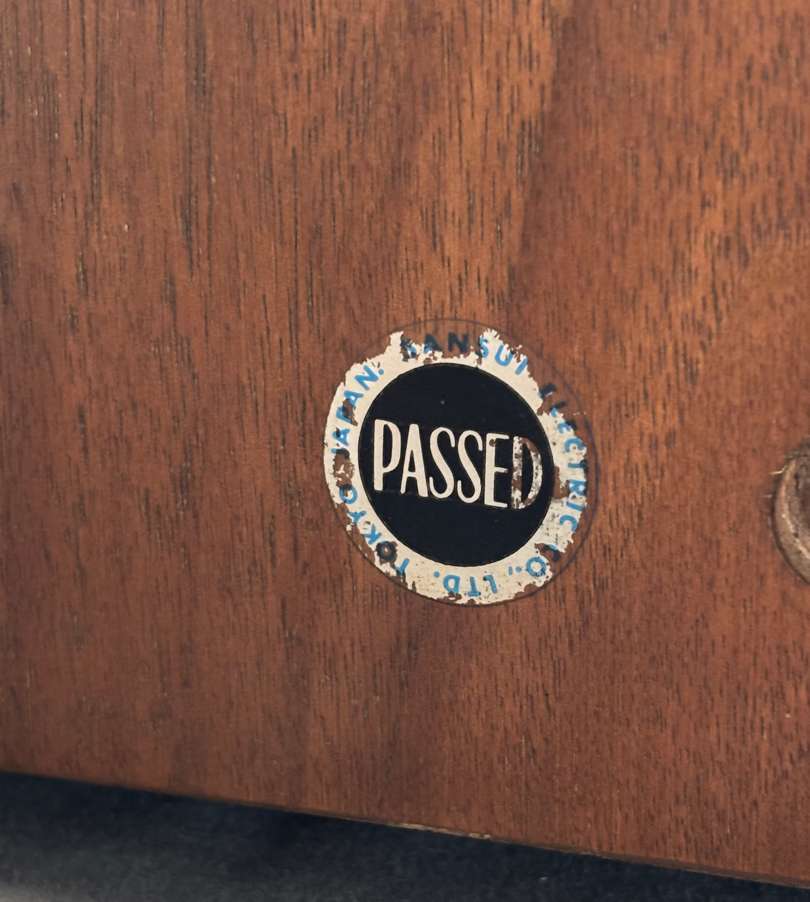 SANSUI ELECTRIC CO., LTD. TOKYO JAPAN.
PASSED